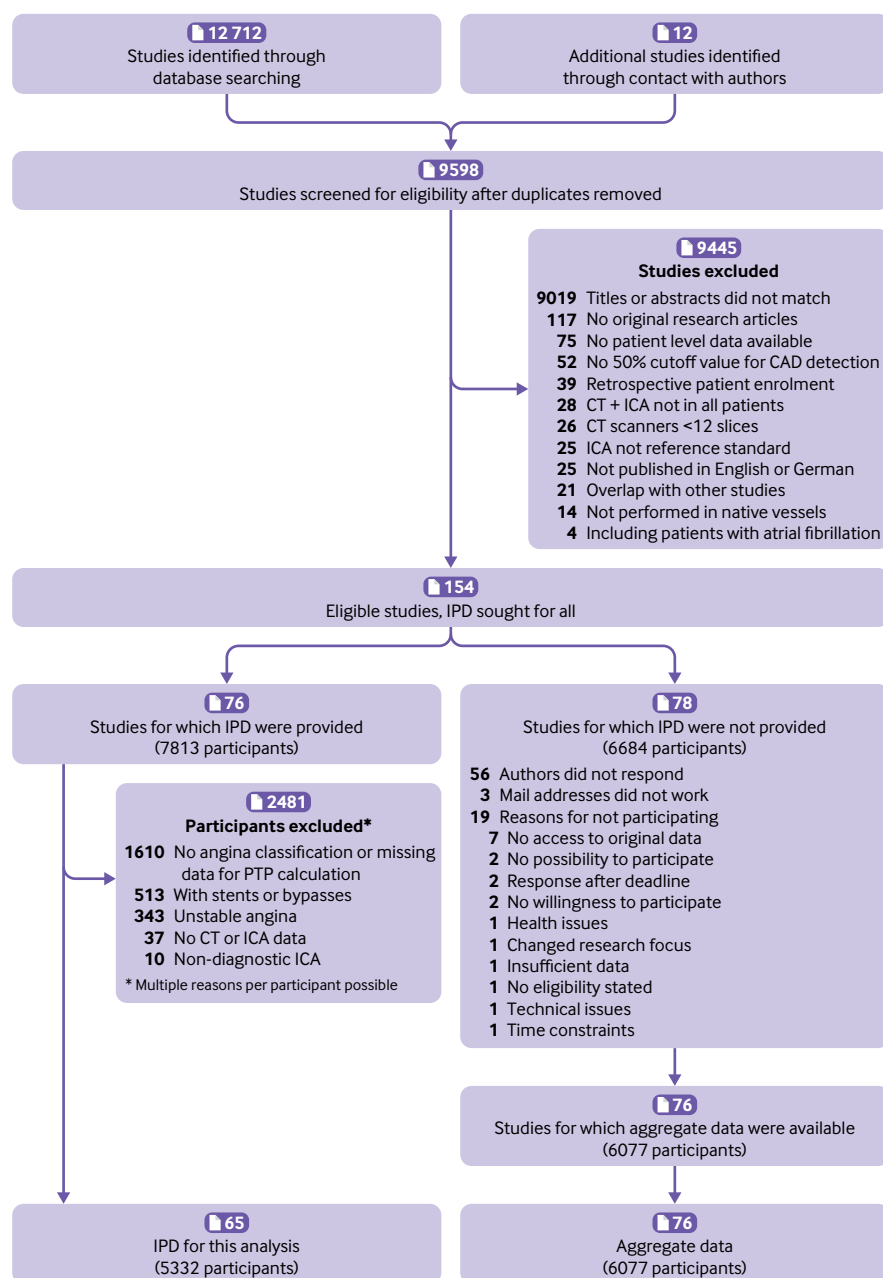 12 712
Studies identified through
database searching
12
Additional studies identified
through contact with authors
9598
Studies screened for eligibility after duplicates removed
9445
Studies excluded
9019 Titles or abstracts did not match
117 No original research articles
75 No patient level data available
52 No 50% cutoff value for CAD detection
39 Retrospective patient enrolment
28 CT + ICA not in all patients
26 CT scanners <12 slices
25 ICA not reference standard
25 Not published in English or German
21 Overlap with other studies
14 Not performed in native vessels
4 Including patients with atrial fibrillation
154
Eligible studies, IPD sought for all
76
Studies for which IPD were provided
(7813 participants)
2481
Participants excluded*
1610 No angina classification or missing
data for PTP calculation
513 With stents or bypasses
343 Unstable angina
37 No CT or ICA data
10 Non-diagnostic ICA
* Multiple reasons per participant possible
78
Studies for which IPD were not provided
(6684 participants)
56 Authors did not respond
3 Mail addresses did not work
19 Reasons for not participating
7 No access to original data
2 No possibility to participate
2 Response after deadline
2 No willingness to participate
1 Health issues
1 Changed research focus
1 Insufficient data
1 No eligibility stated
1 Technical issues
1 Time constraints
76
Studies for which aggregate data were available
(6077 participants)
65
IPD for this analysis
(5332 participants)
76
Aggregate data
(6077 participants)